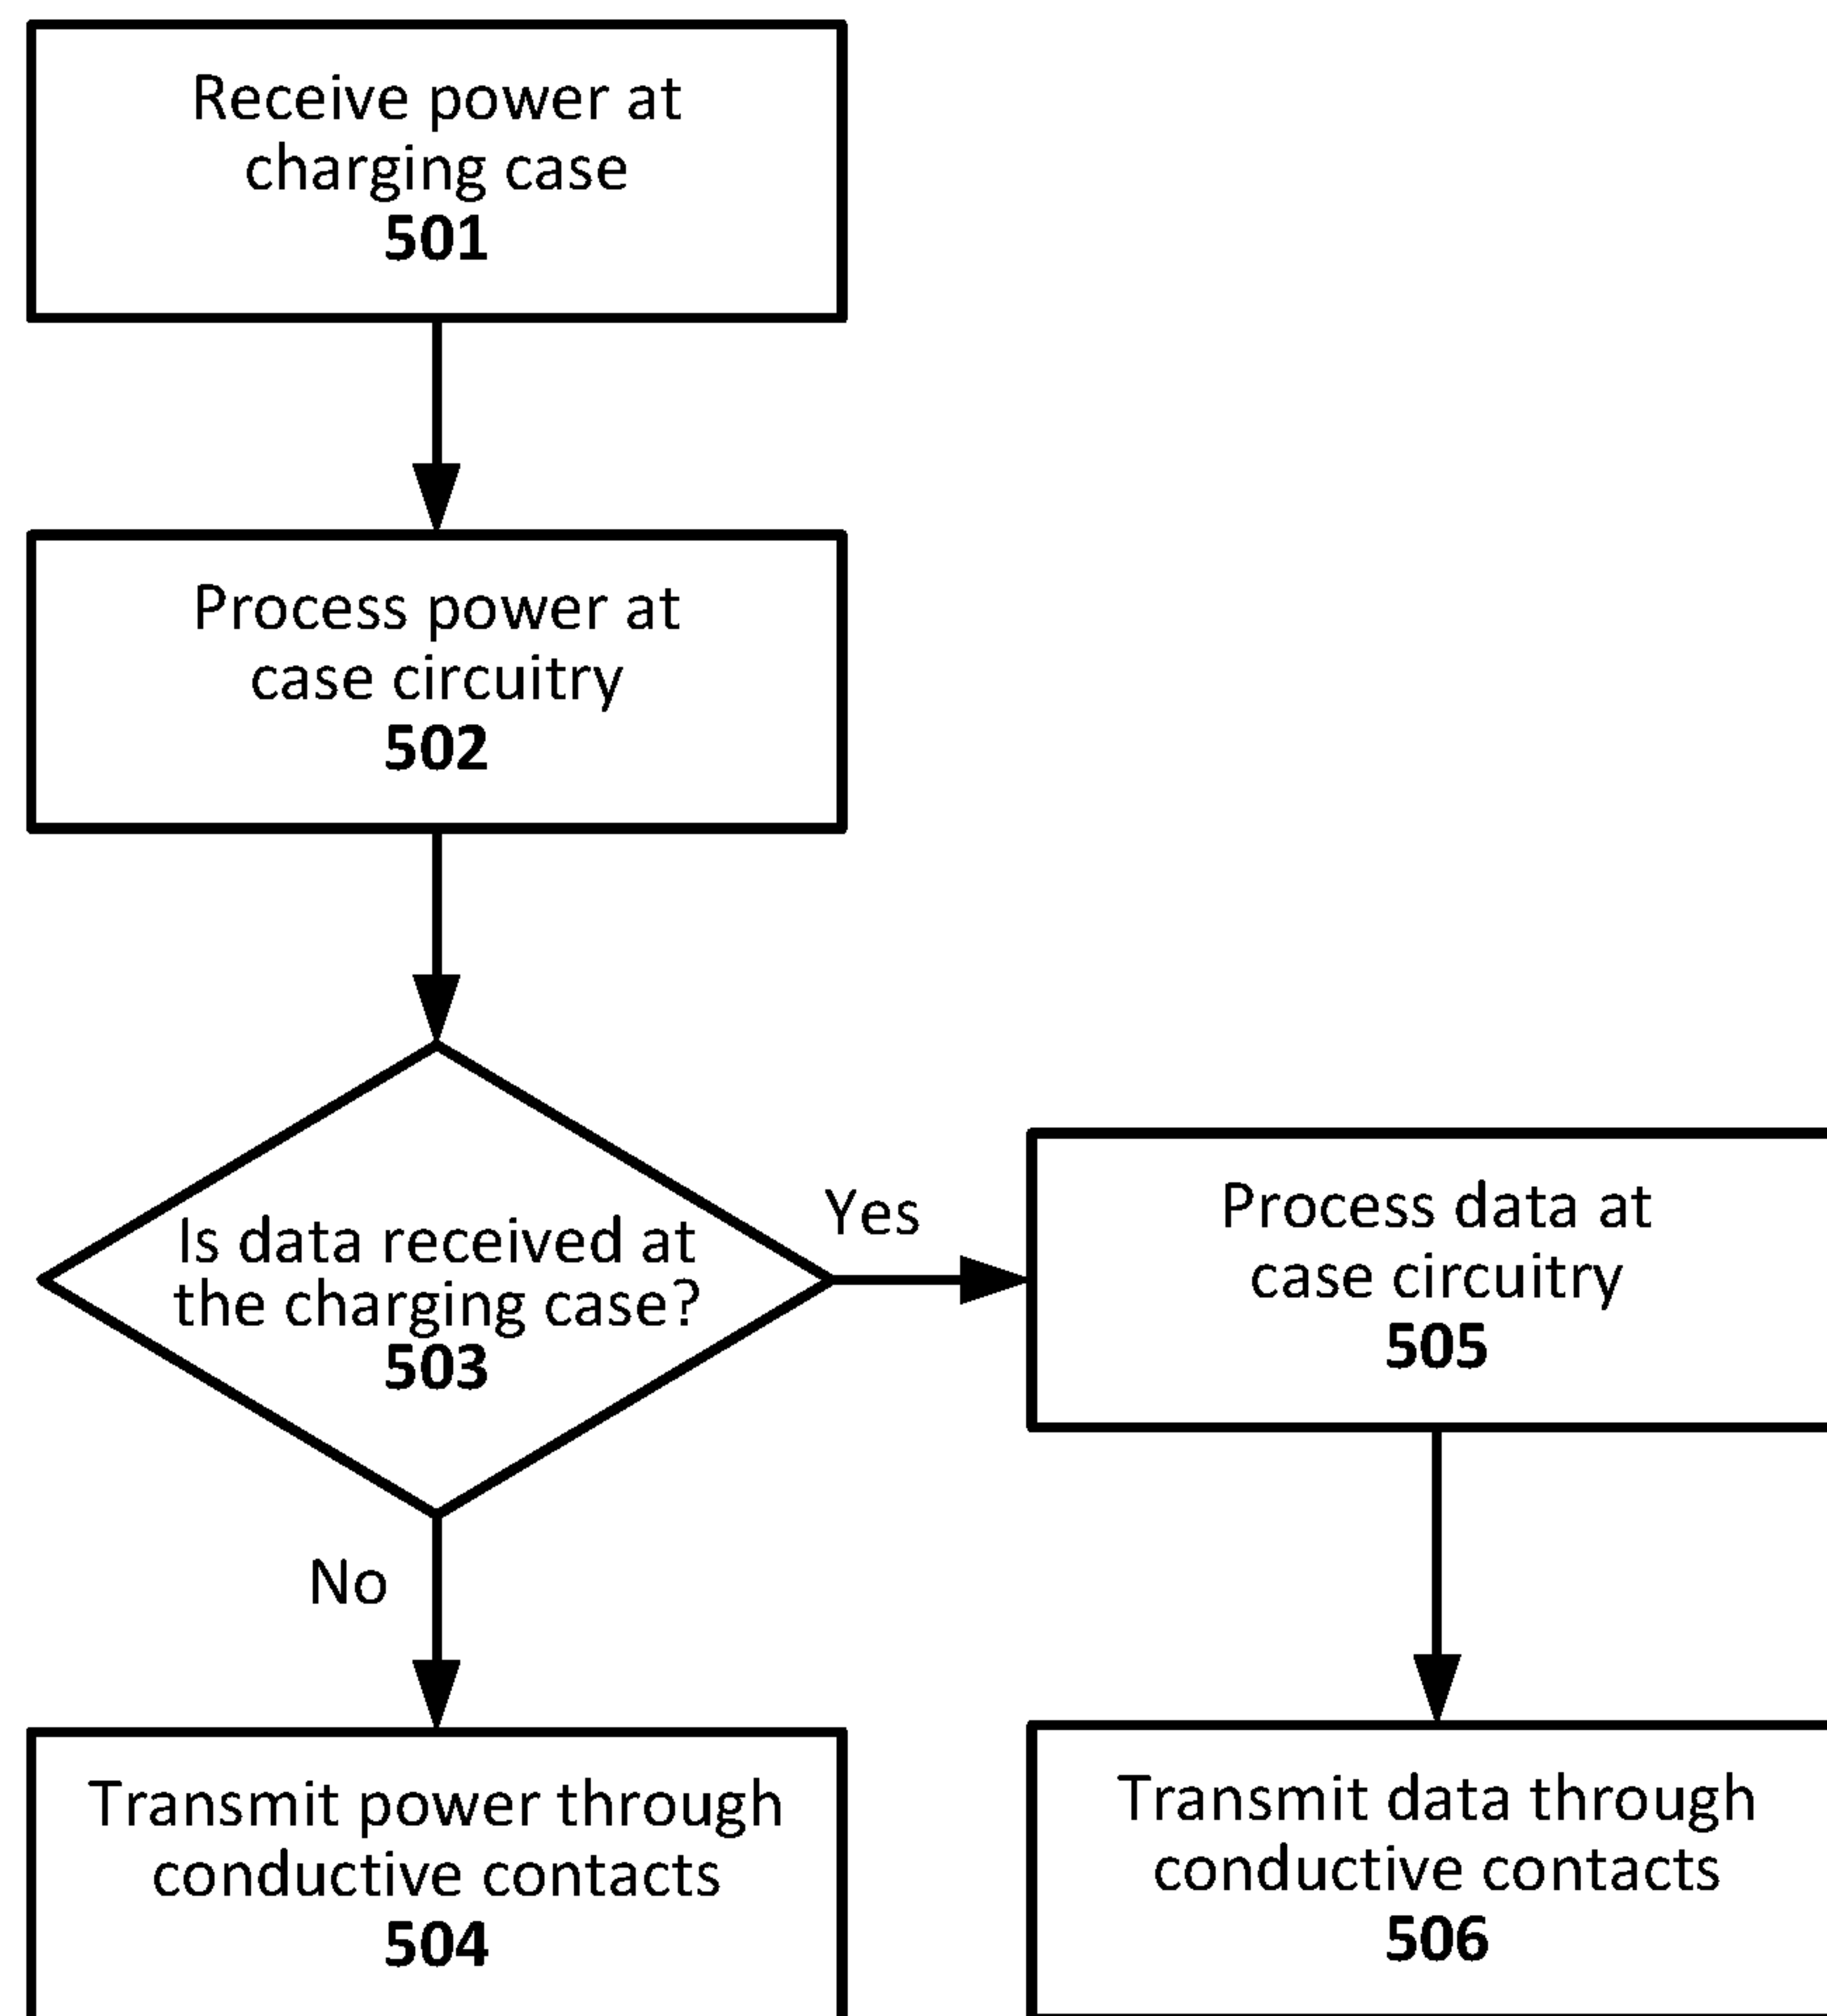 Receive power at
charging case
501
Process power at
case circuitry
502
Is data received at
the charging case?
503
Yes
No
Process data at
case circuitry
505
Transmit power through
conductive contacts
504
Transmit data through
conductive contacts
506